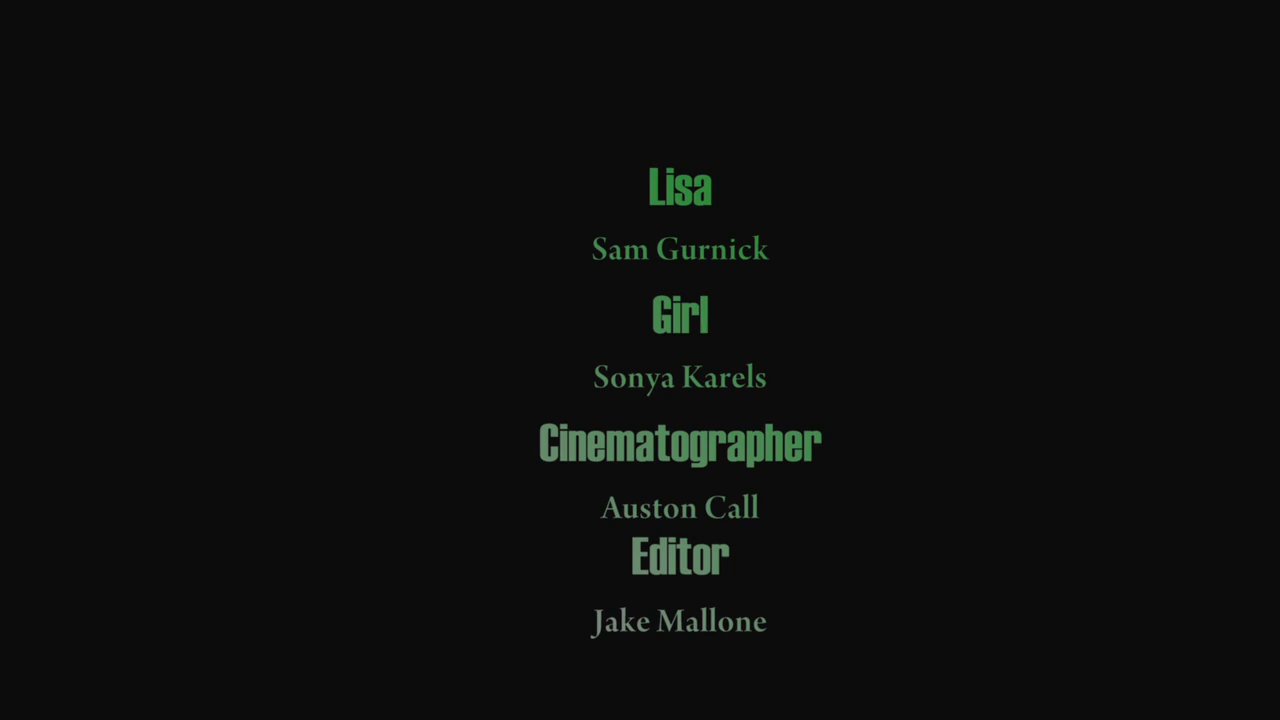 Lisa
Sam Gurnick
Girl
Sonya Karels
Cinematographer
Auston Call
Editor
Jake Mallone